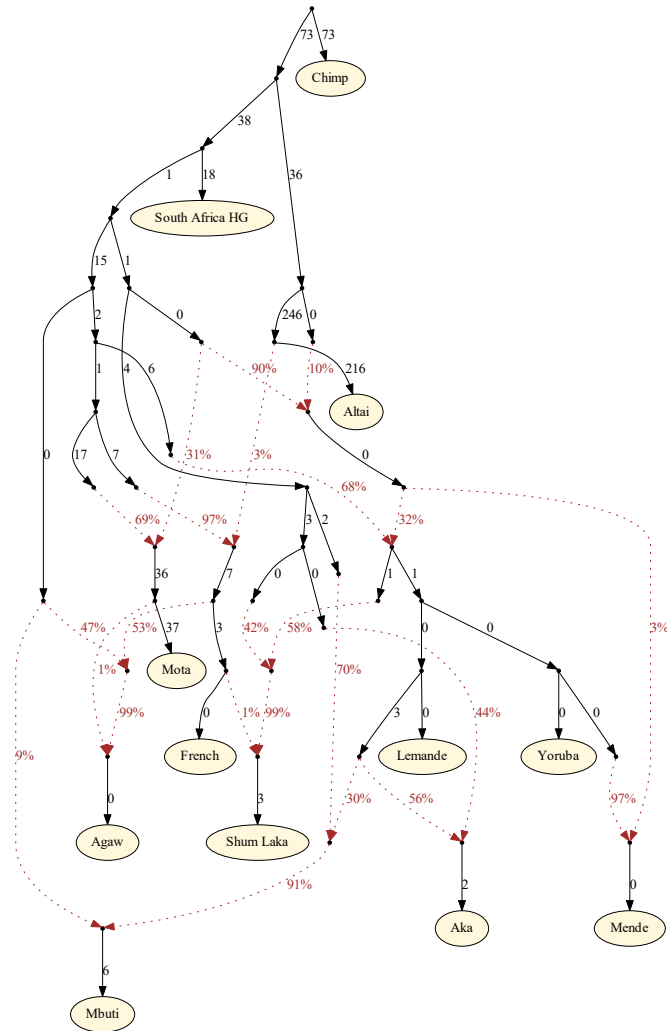 73 73
Chimp
38
1 18 36
South Africa HG
15 1
2 0 246 0
1 6 4 90% 10% 216
Altai
17 7 0 31% 3% 68% 0
69% 97% 3 2 32%
36 7 0 0 1 1
47% 53% 37 3 42% 58% 0 0 3%
1% Mota 70%
99% 0 1% 99% 3 0 44% 0 0
9% French Lemande Yoruba
0 3 30% 56% 97%
Agaw Shum Laka
91% 2 0
Aka Mende
6
Mbuti